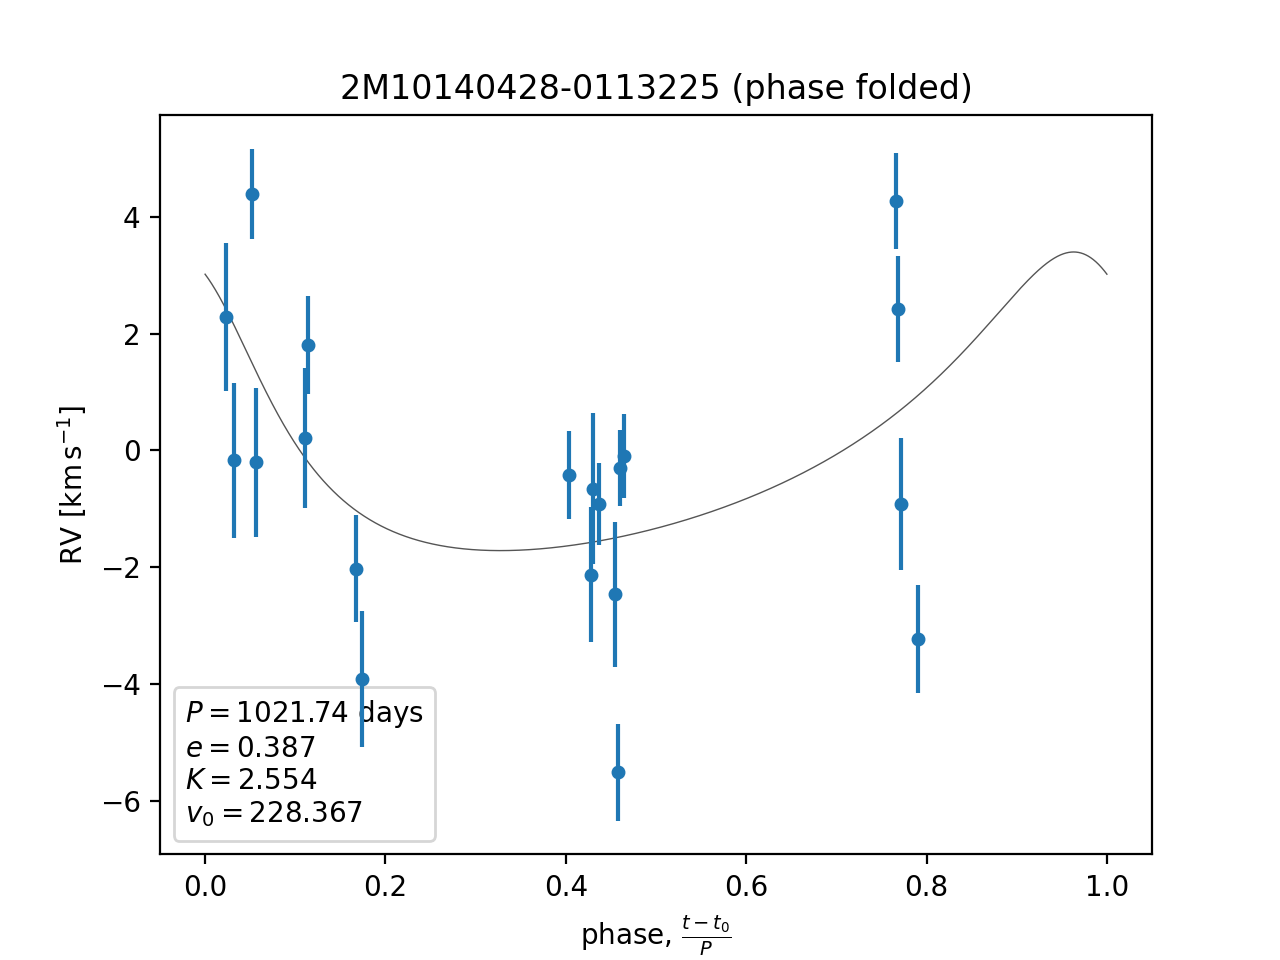 2M10140428-0113225 (phase folded)
RV [km s⁻¹]
4
2
0
−2
−4
−6
P = 1021.74 days
e = 0.387
K = 2.554
v₀ = 228.367
0.0 0.2 0.4 0.6 0.8 1.0
phase, (t − t₀)/P